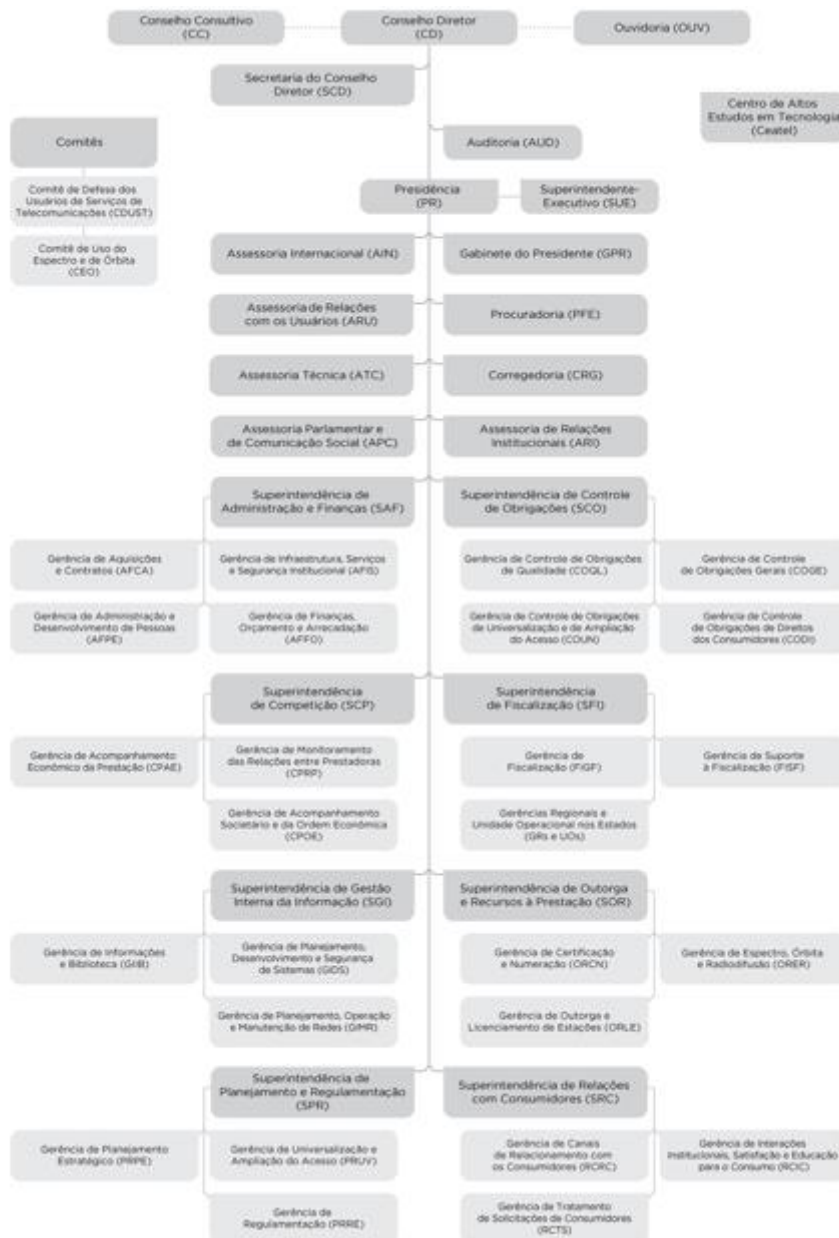 Conselho Consultivo
(CC)
Conselho Diretor
(CD)
Ouvidoria (OUV)
Secretaria do Conselho
Diretor (SCD)
Centro de Altos
Estudos em Tecnologia
(Ceatel)
Comitês
Auditoria (AUD)
Comitê de Defesa dos
Usuários de Serviços de
Telecomunicações (CDUST)
Presidência
(PR)
Superintendente-
Executivo (SUE)
Comitê de Uso do
Espectro e de Órbita
(CEO)
Assessoria Internacional (AIN)
Gabinete do Presidente (GPR)
Assessoria de Relações
com os Usuários (ARU)
Procuradoria (PFE)
Assessoria Técnica (ATC)
Corregedoria (CRG)
Assessoria Parlamentar e
de Comunicação Social (APC)
Assessoria de Relações
Institucionais (ARI)
Superintendência de
Administração e Finanças (SAF)
Superintendência de Controle
de Obrigações (SCO)
Gerência de Aquisições
e Contratos (AFCA)
Gerência de Infraestrutura, Serviços
e Segurança Institucional (AFIS)
Gerência de Controle de Obrigações
de Qualidade (COQL)
Gerência de Controle
de Obrigações Gerais (COGE)
Gerência de Administração e
Desenvolvimento de Pessoas (AFPE)
Gerência de Finanças,
Orçamento e Arrecadação (AFFO)
Gerência de Controle de Obrigações
de Universalização e de Ampliação
do Acesso (COUN)
Gerência de Controle
de Obrigações de Direitos
dos Consumidores (CODI)
Superintendência
de Competição (SCP)
Superintendência
de Fiscalização (SFI)
Gerência de Acompanhamento
Econômico da Prestação (CPAE)
Gerência de Monitoramento
das Relações entre Prestadoras
(CPRP)
Gerência de
Fiscalização (FIGF)
Gerência de Suporte
à Fiscalização (FISF)
Gerência de Acompanhamento
Societário e da Ordem Econômica
(CPOE)
Gerências Regionais e
Unidade Operacional nos Estados
(GRs e UOs)
Superintendência de Gestão
Interna da Informação (SGI)
Superintendência de Outorga
e Recursos à Prestação (SOR)
Gerência de Informações
e Biblioteca (GIIB)
Gerência de Planejamento,
Desenvolvimento e Segurança
de Sistemas (GIDS)
Gerência de Certificação
e Numeração (ORCN)
Gerência de Espectro, Órbita
e Radiodifusão (ORER)
Gerência de Planejamento, Operação
e Manutenção de Redes (GIMR)
Gerência de Outorga e
Licenciamento de Estações (ORLE)
Superintendência de
Planejamento e Regulamentação
(SPR)
Superintendência de Relações
com Consumidores (SRC)
Gerência de Planejamento
Estratégico (PRPE)
Gerência de Universalização e
Ampliação do Acesso (PRUV)
Gerência de Canais
de Relacionamento com
os Consumidores (RCRC)
Gerência de Interações
Institucionais, Satisfação e Educação
para o Consumo (RCIC)
Gerência de
Regulamentação (PRRE)
Gerência de Tratamento
de Solicitações de Consumidores
(RCTS)